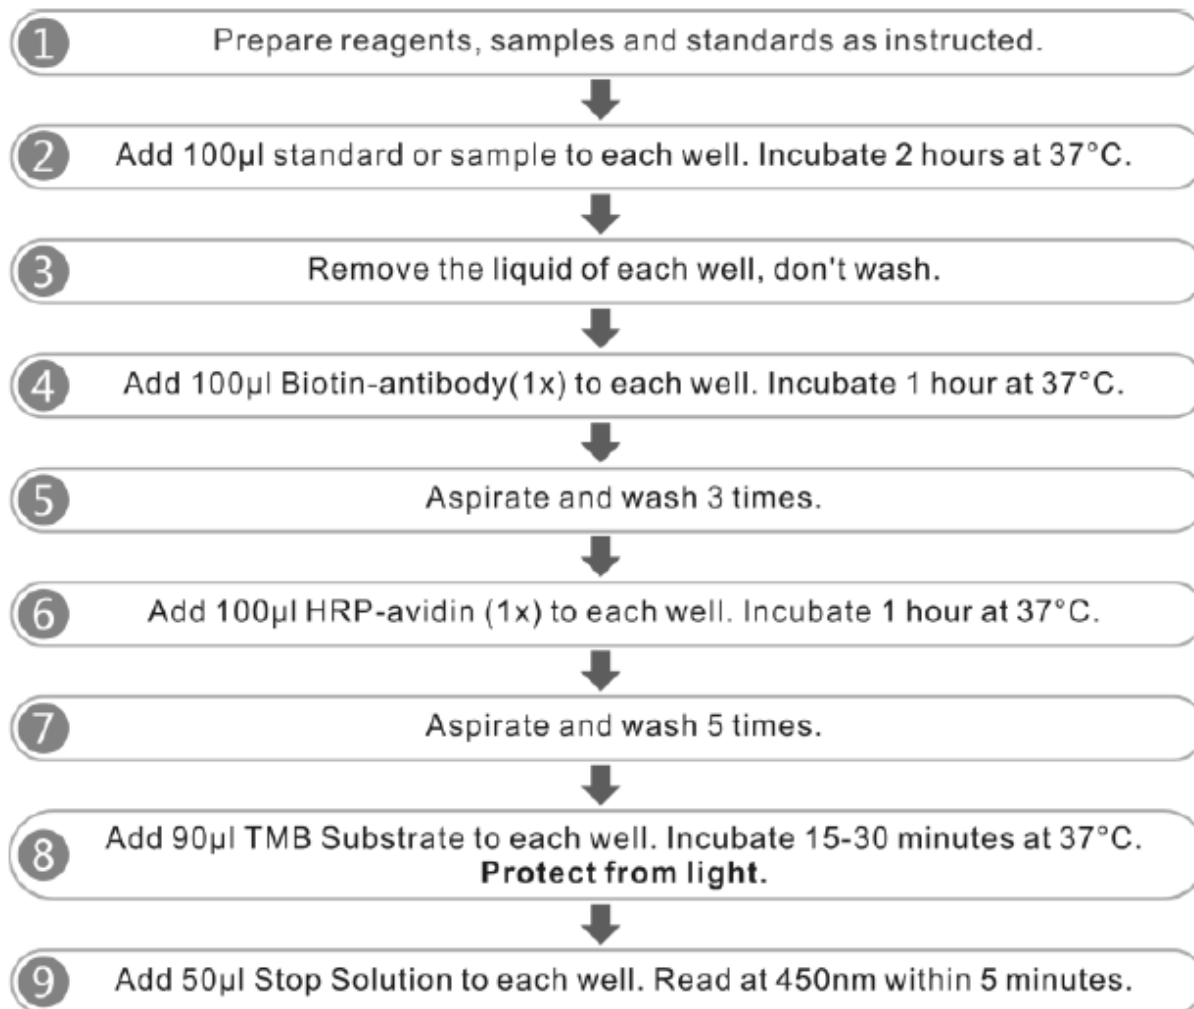 1 Prepare reagents, samples and standards as instructed.
2 Add 100μl standard or sample to each well. Incubate 2 hours at 37°C.
3 Remove the liquid of each well, don't wash.
4 Add 100μl Biotin-antibody(1x) to each well. Incubate 1 hour at 37°C.
5 Aspirate and wash 3 times.
6 Add 100μl HRP-avidin (1x) to each well. Incubate 1 hour at 37°C.
7 Aspirate and wash 5 times.
8 Add 90μl TMB Substrate to each well. Incubate 15-30 minutes at 37°C.
Protect from light.
9 Add 50μl Stop Solution to each well. Read at 450nm within 5 minutes.